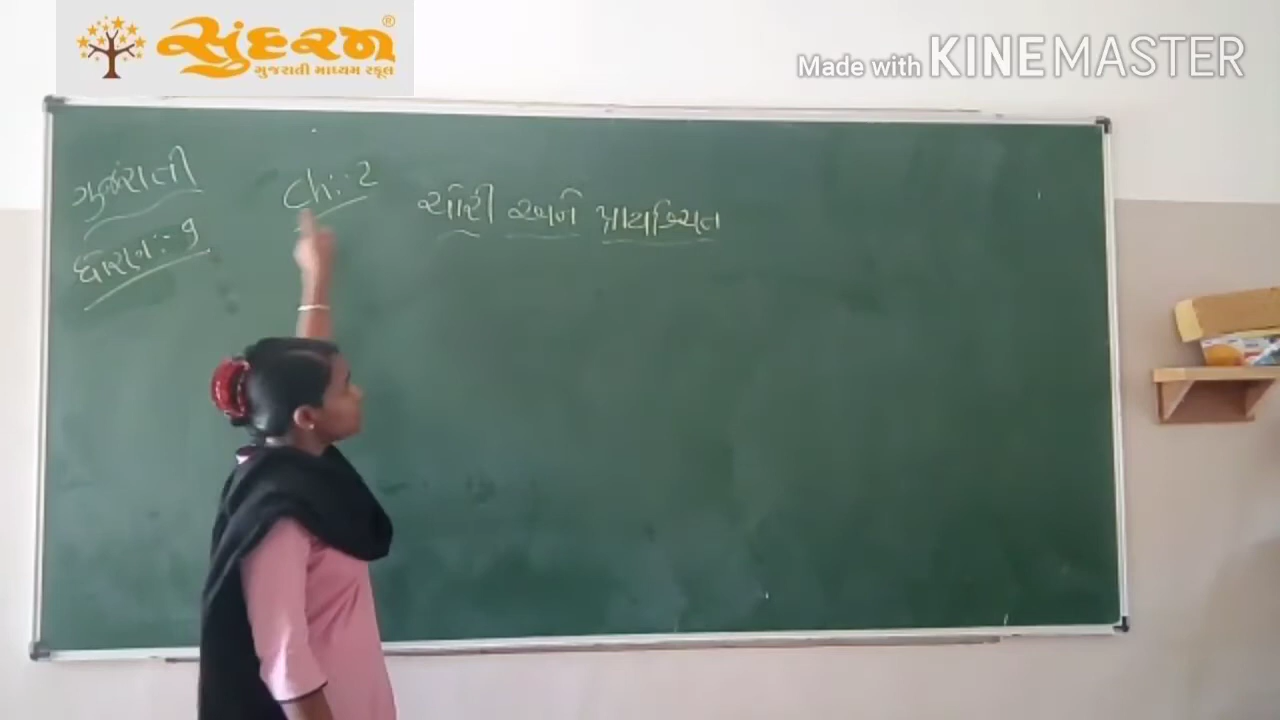 સુંદરમ્ ®
ગુજરાતી માધ્યમ સ્કૂલ
Made with KINEMASTER
ગુજરાતી
ધોરણ:- 9
Ch:- 2
ચોરી અને પ્રાયશ્ચિત